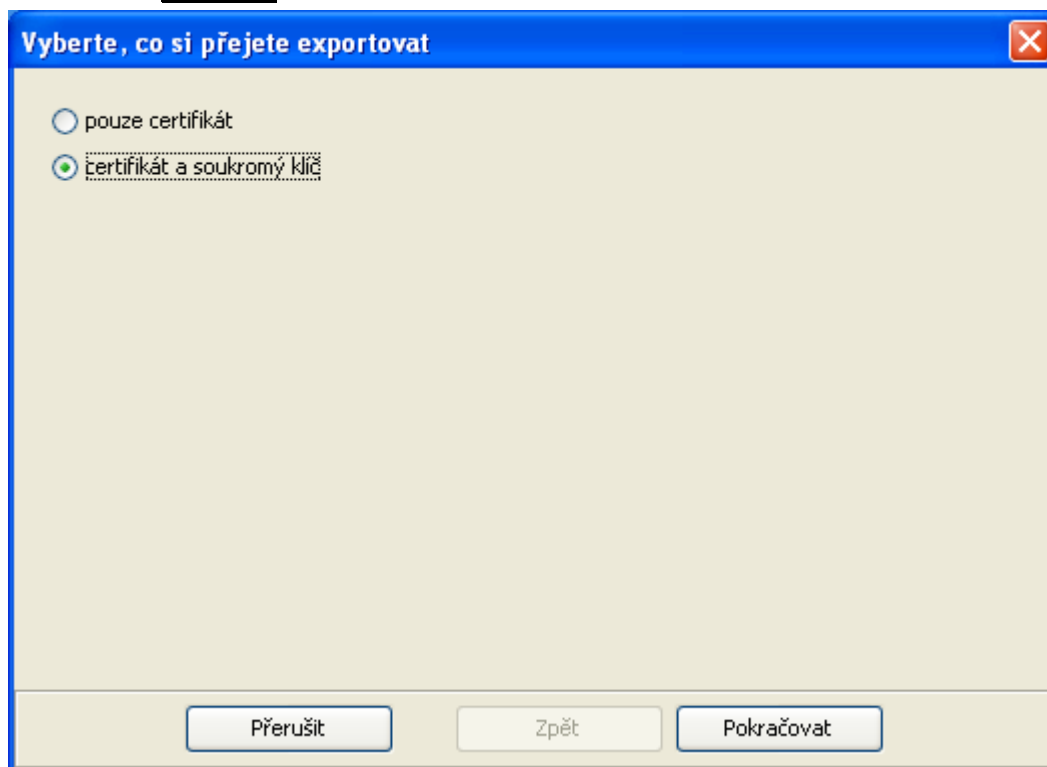 Vyberte, co si přejete exportovat
pouze certifikát
certifikát a soukromý klíč
Přerušit Zpět Pokračovat